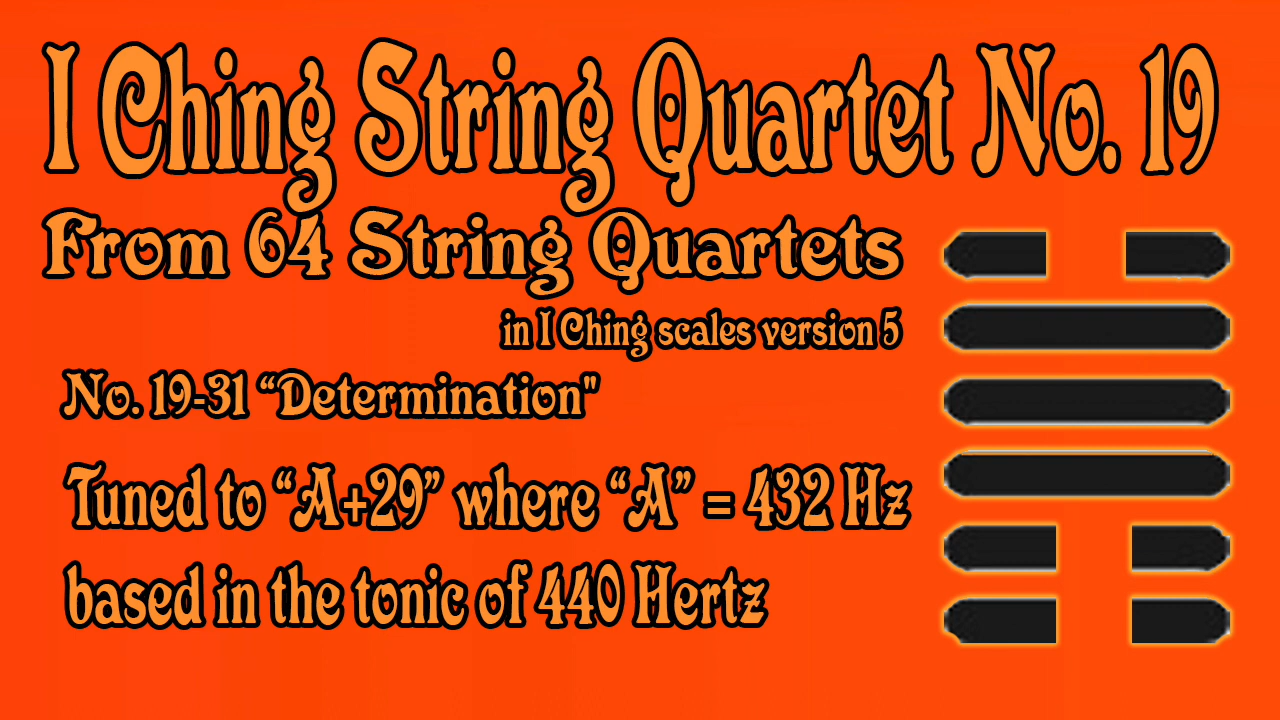 I Ching String Quartet No. 19
From 64 String Quartets
in I Ching scales version 5
No. 19-31 “Determination"
Tuned to “A+29” where “A” = 432 Hz
based in the tonic of 440 Hertz